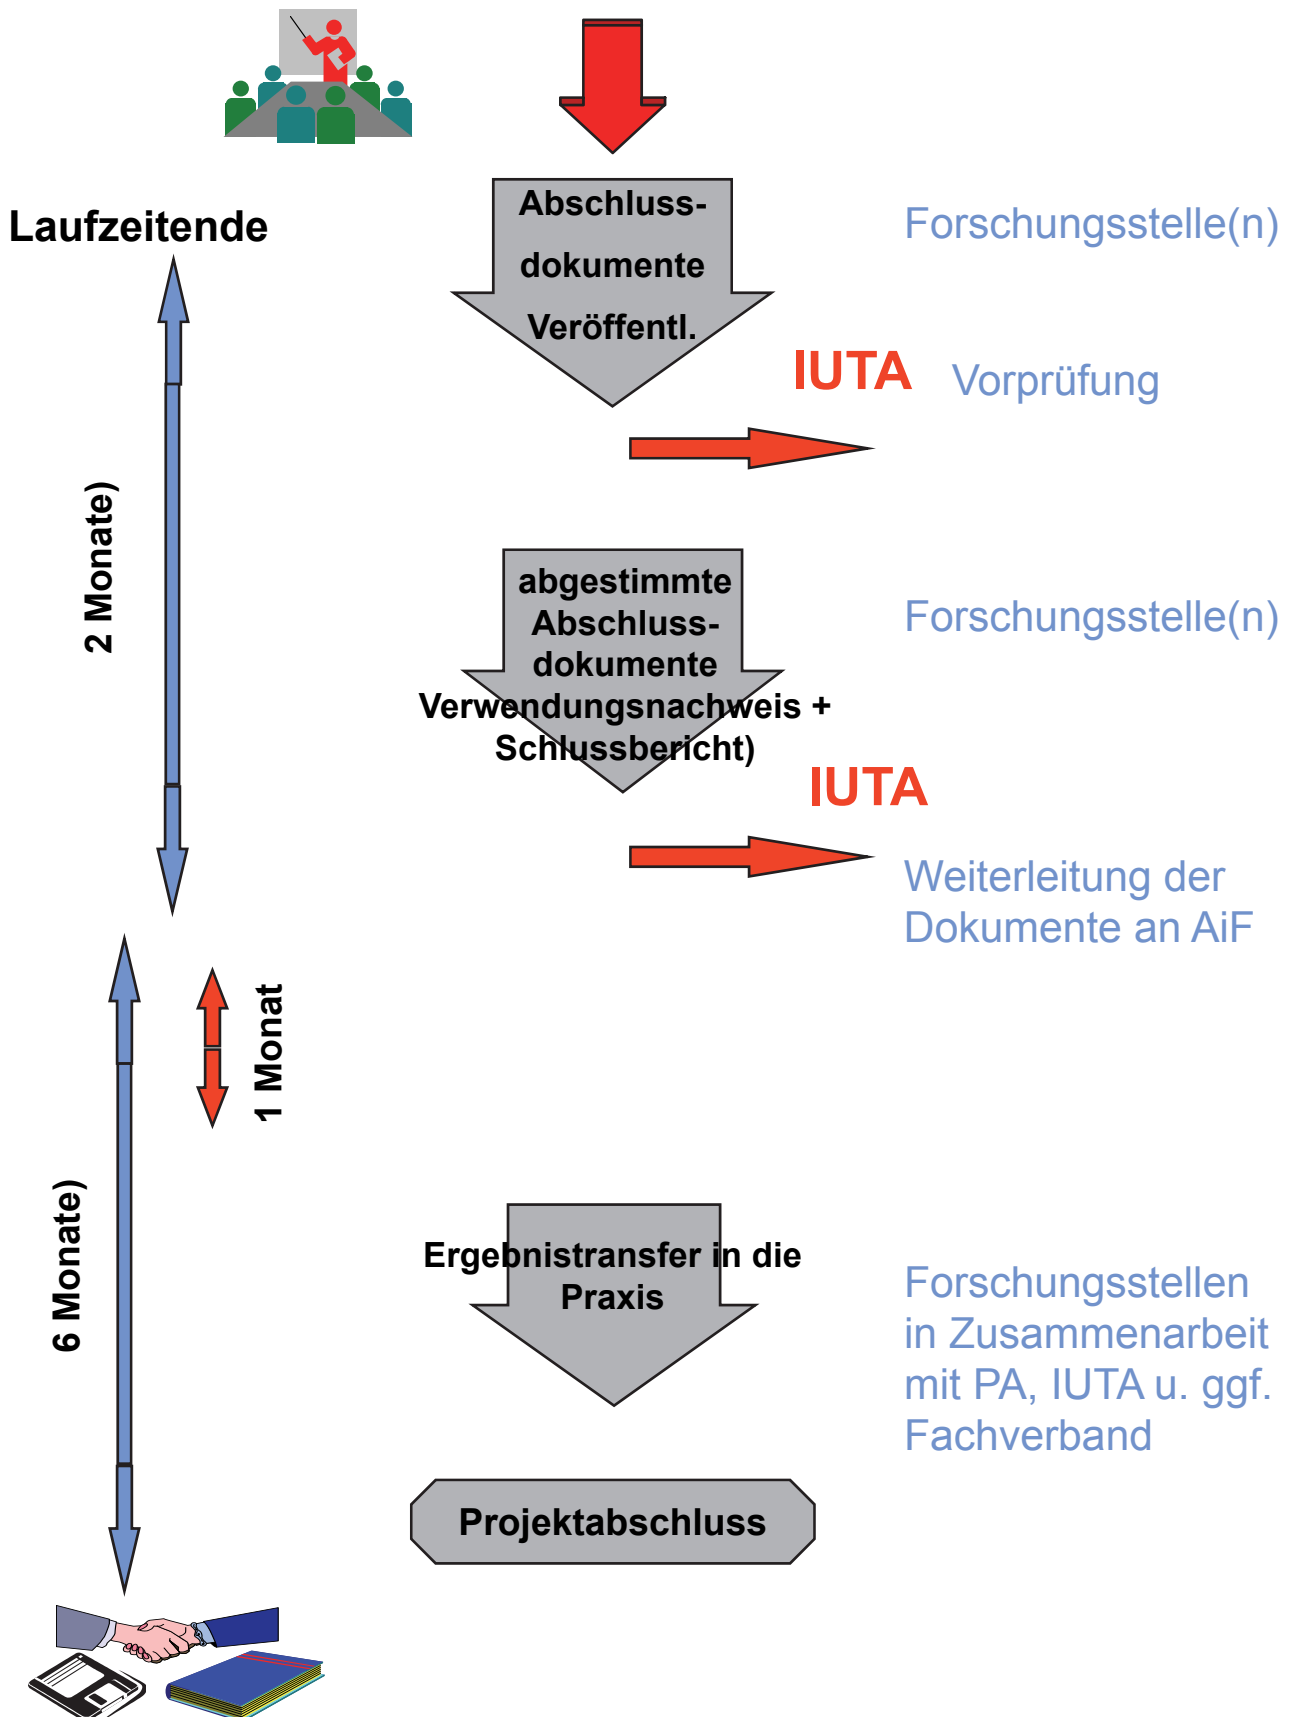 Laufzeitende
Abschluss-
dokumente
Veröffentl.
Forschungsstelle(n)
IUTA
Vorprüfung
2 Monate)
abgestimmte
Abschluss-
dokumente
Verwendungsnachweis +
Schlussbericht)
Forschungsstelle(n)
IUTA
Weiterleitung der
Dokumente an AiF
1 Monat
6 Monate)
Ergebnistransfer in die
Praxis
Forschungsstellen
in Zusammenarbeit
mit PA, IUTA u. ggf.
Fachverband
Projektabschluss